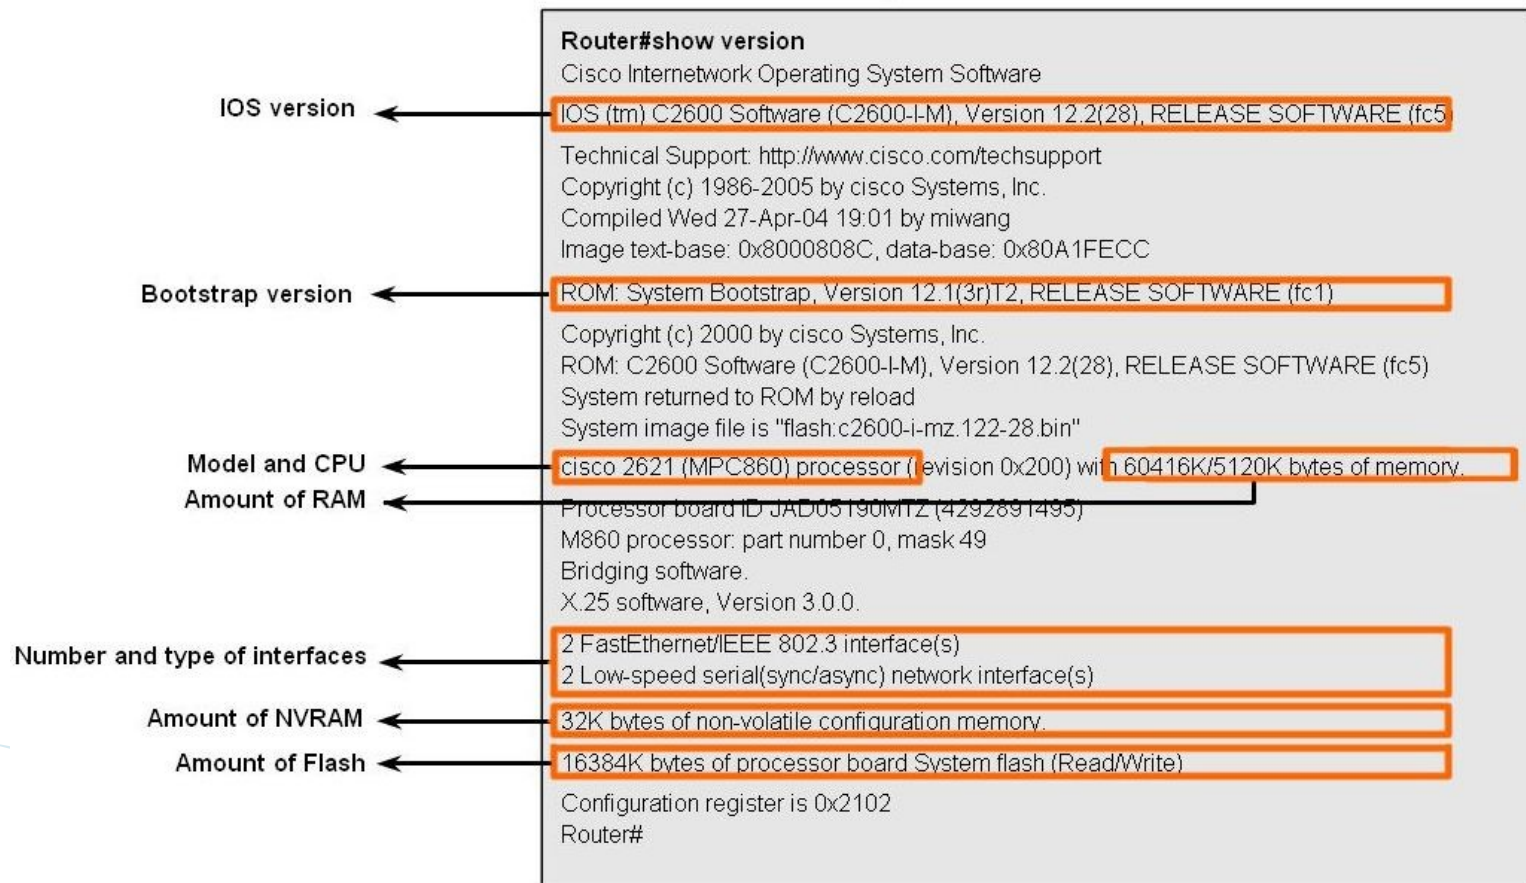 Router#show version
Cisco Internetwork Operating System Software
IOS version
IOS (tm) C2600 Software (C2600-I-M), Version 12.2(28), RELEASE SOFTWARE (fc5)
Technical Support: http://www.cisco.com/techsupport
Copyright (c) 1986-2005 by cisco Systems, Inc.
Compiled Wed 27-Apr-04 19:01 by miwang
Image text-base: 0x8000808C, data-base: 0x80A1FECC
Bootstrap version
ROM: System Bootstrap, Version 12.1(3r)T2, RELEASE SOFTWARE (fc1)
Copyright (c) 2000 by cisco Systems, Inc.
ROM: C2600 Software (C2600-I-M), Version 12.2(28), RELEASE SOFTWARE (fc5)
System returned to ROM by reload
System image file is "flash:c2600-i-mz.122-28.bin"
Model and CPU
cisco 2621 (MPC860) processor (revision 0x200) with 60416K/5120K bytes of memory.
Amount of RAM
Processor board ID JAD05190MTZ (4292891495)
M860 processor: part number 0, mask 49
Bridging software.
X.25 software, Version 3.0.0.
Number and type of interfaces
2 FastEthernet/IEEE 802.3 interface(s)
2 Low-speed serial(sync/async) network interface(s)
Amount of NVRAM
32K bytes of non-volatile configuration memory.
Amount of Flash
16384K bytes of processor board System flash (Read/Write)
Configuration register is 0x2102
Router#